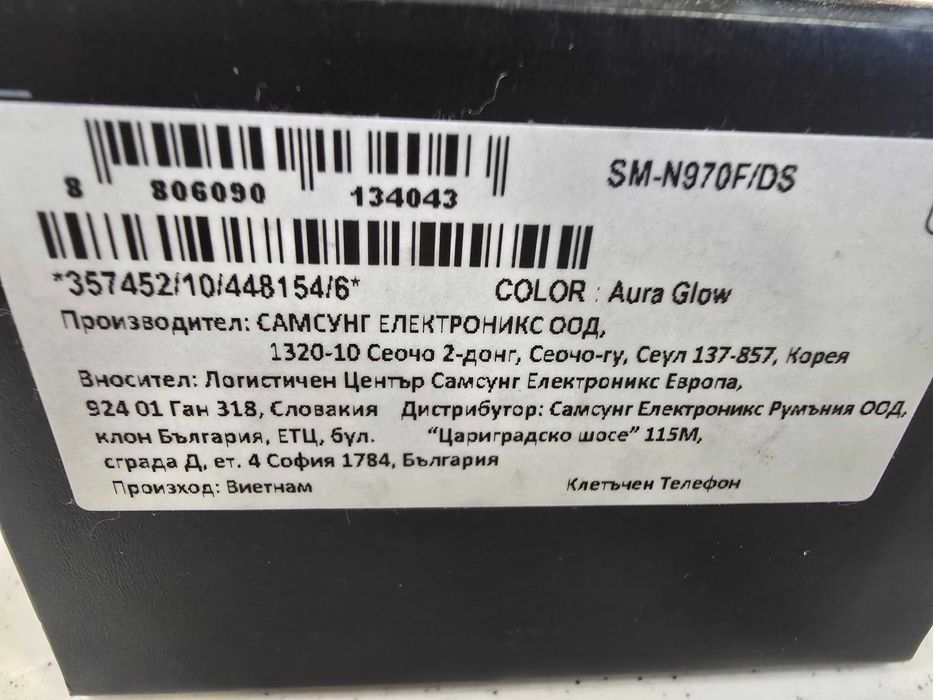 SM-N970F/DS
8 806090 134043
*357452/10/448154/6* COLOR : Aura Glow
Производител: САМСУНГ ЕЛЕКТРОНИКС ООД,
1320-10 Сеочо 2-донг, Сеочо-гу, Сеул 137-857, Корея
Вносител: Логистичен Център Самсунг Електроникс Европа,
924 01 Ган 318, Словакия Дистрибутор: Самсунг Електроникс Румъния ООД,
клон България, ЕТЦ, бул. “Цариградско шосе” 115М,
сграда Д, ет. 4 София 1784, България
Произход: Виетнам Клетъчен Телефон